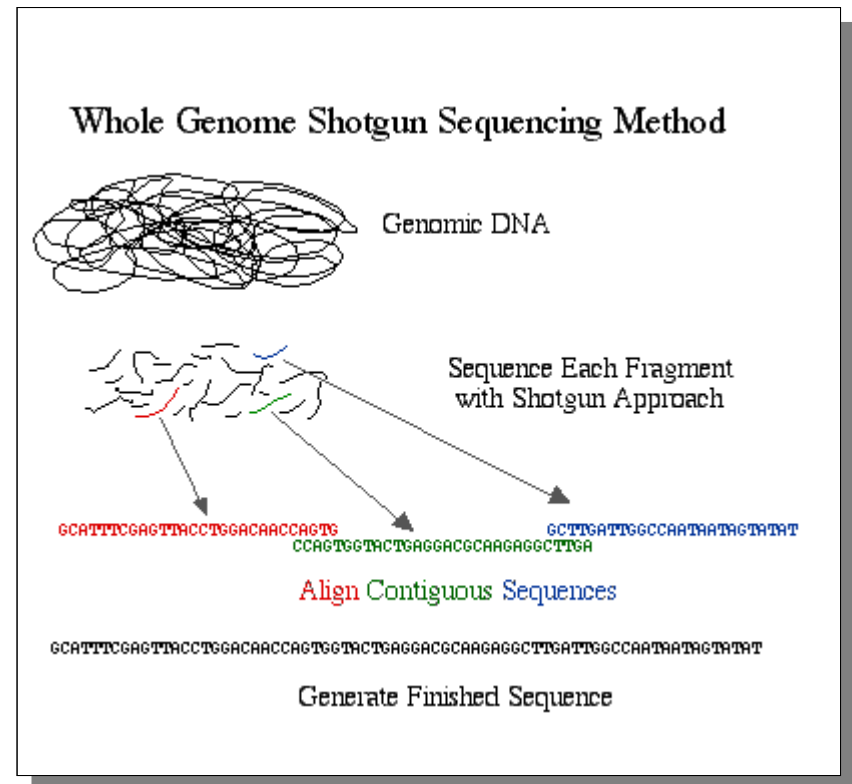 Whole Genome Shotgun Sequencing Method
Genomic DNA
Sequence Each Fragment
with Shotgun Approach
GCATTTCGAGTTACCTGGACAACCAGTG
GCTTGATTGGCCAATAATAGTATAT
CCAGTGGTACTGAGGACGCAAGAGGCTTGA
Align Contiguous Sequences
GCATTTCGAGTTACCTGGACAACCAGTGGTACTGAGGACGCAAGAGGCTTGATTGGCCAATAATAGTATAT
Generate Finished Sequence